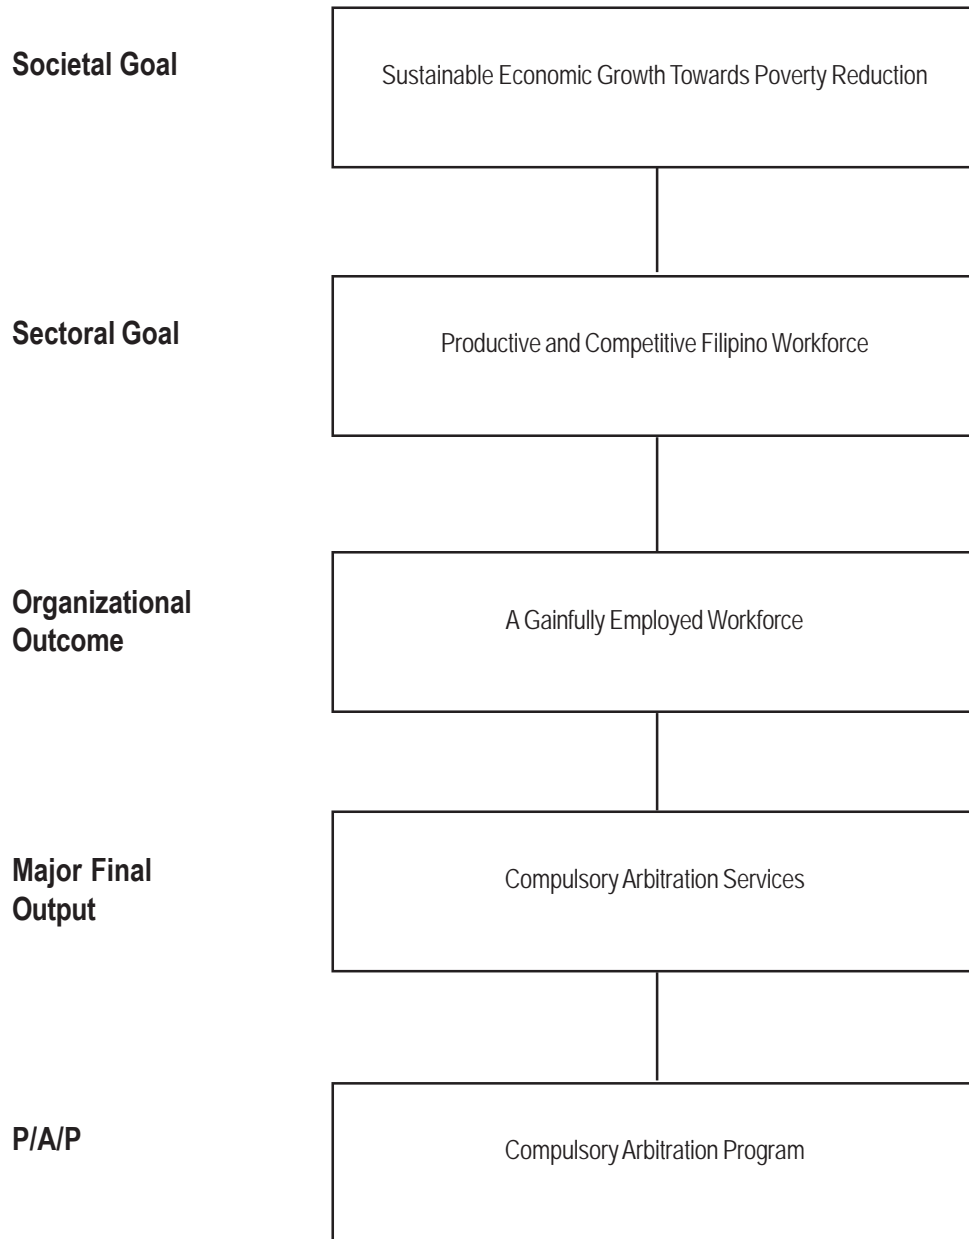 Societal Goal
Sustainable Economic Growth Towards Poverty Reduction
Sectoral Goal
Productive and Competitive Filipino Workforce
Organizational
Outcome
A Gainfully Employed Workforce
Major Final
Output
Compulsory Arbitration Services
P/A/P
Compulsory Arbitration Program